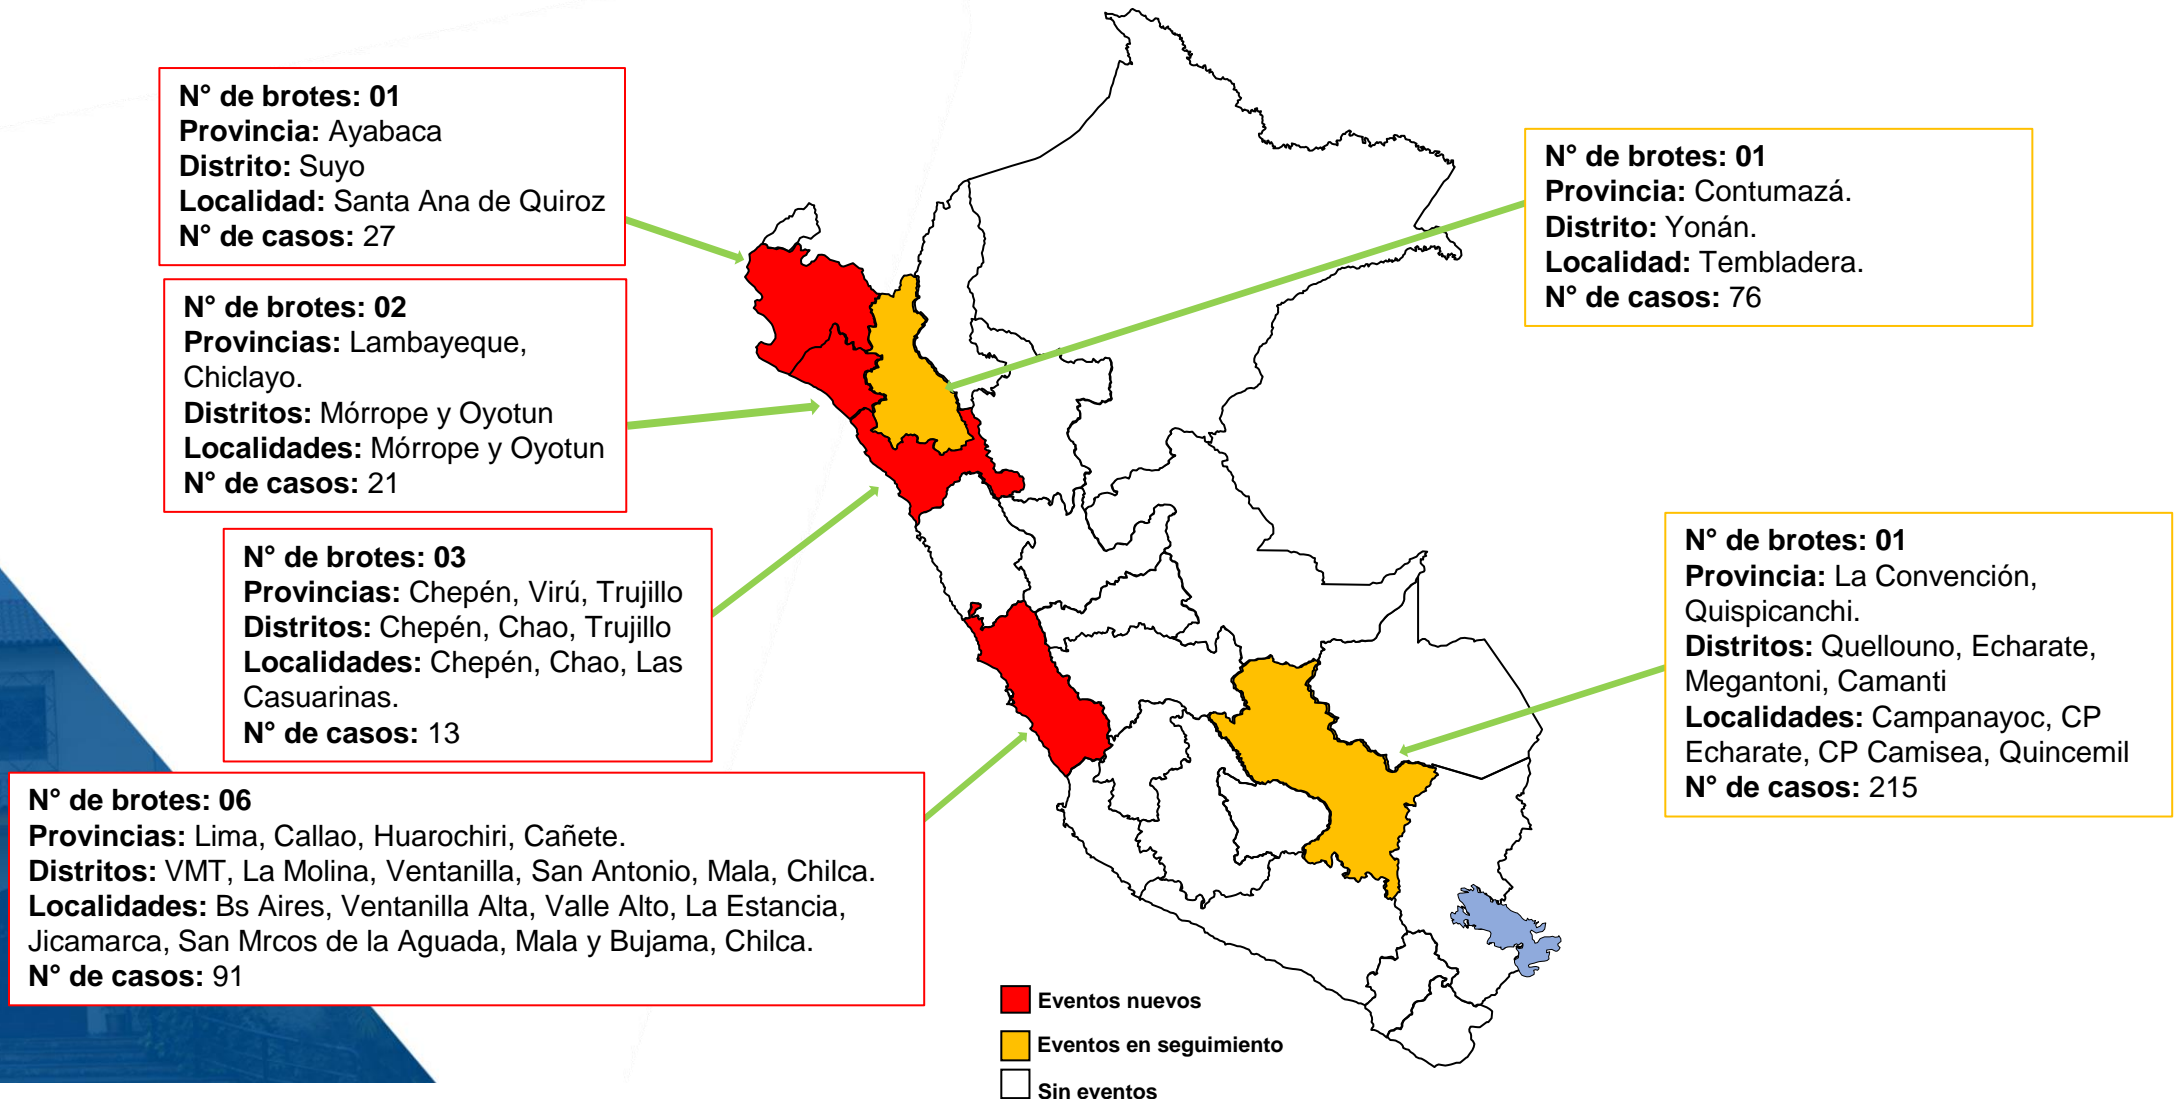 N° de brotes: 01
Provincia: Ayabaca
Distrito: Suyo
Localidad: Santa Ana de Quiroz
N° de casos: 27
N° de brotes: 02
Provincias: Lambayeque,
Chiclayo.
Distritos: Mórrope y Oyotun
Localidades: Mórrope y Oyotun
N° de casos: 21
N° de brotes: 03
Provincias: Chepén, Virú, Trujillo
Distritos: Chepén, Chao, Trujillo
Localidades: Chepén, Chao, Las
Casuarinas.
N° de casos: 13
N° de brotes: 06
Provincias: Lima, Callao, Huarochiri, Cañete.
Distritos: VMT, La Molina, Ventanilla, San Antonio, Mala, Chilca.
Localidades: Bs Aires, Ventanilla Alta, Valle Alto, La Estancia,
Jicamarca, San Mrcos de la Aguada, Mala y Bujama, Chilca.
N° de casos: 91
N° de brotes: 01
Provincia: Contumazá.
Distrito: Yonán.
Localidad: Tembladera.
N° de casos: 76
N° de brotes: 01
Provincia: La Convención,
Quispicanchi.
Distritos: Quellouno, Echarate,
Megantoni, Camanti
Localidades: Campanayoc, CP
Echarate, CP Camisea, Quincemil
N° de casos: 215
Eventos nuevos
Eventos en seguimiento
Sin eventos